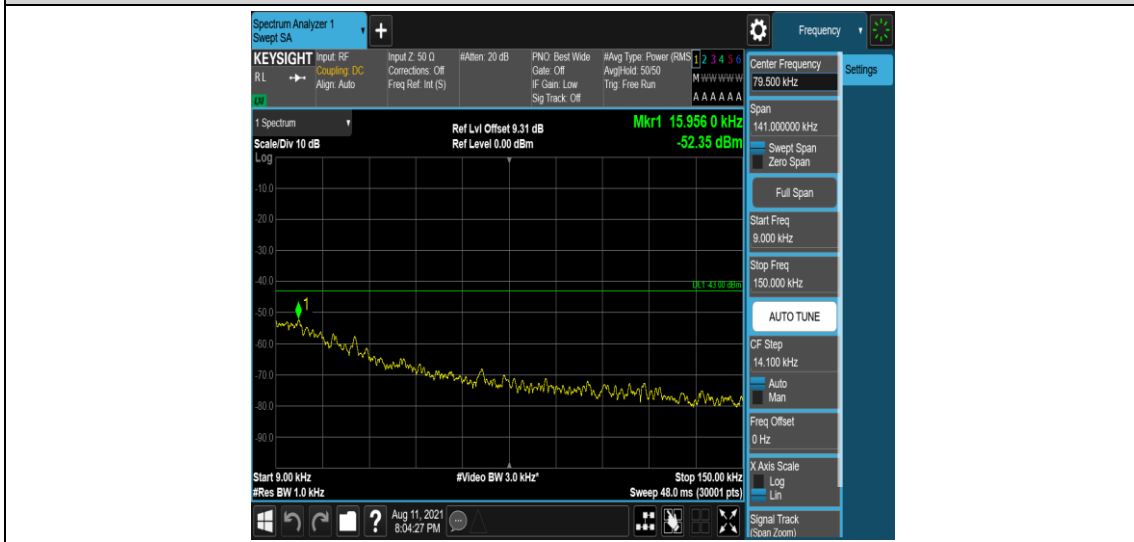 Spectrum Analyzer 1
Swept SA
+
Frequency
KEYSIGHT
RL
LXI
Input: RF
Coupling: DC
Align: Auto
Input Z: 50 Ω
Corrections: Off
Freq Ref: Int (S)
#Atten: 20 dB
PNO: Best Wide
Gate: Off
IF Gain: Low
Sig Track: Off
#Avg Type: Power (RMS
Avg|Hold: 50/50
Trig: Free Run
1 2 3 4 5 6
M W W W W W
A A A A A A
1 Spectrum
Scale/Div 10 dB
Ref Lvl Offset 9.31 dB
Ref Level 0.00 dBm
Mkr1 15.956 0 kHz
-52.35 dBm
Log
-10.0
-20.0
-30.0
-40.0
DL1 -43.00 dBm
-50.0
1
-60.0
-70.0
-80.0
-90.0
Start 9.00 kHz
#Res BW 1.0 kHz
#Video BW 3.0 kHz*
Stop 150.00 kHz
Sweep 48.0 ms (30001 pts)
?
Aug 11, 2021
8:04:27 PM
Center Frequency
79.500 kHz
Settings
Span
141.000000 kHz
Swept Span
Zero Span
Full Span
Start Freq
9.000 kHz
Stop Freq
150.000 kHz
AUTO TUNE
CF Step
14.100 kHz
Auto
Man
Freq Offset
0 Hz
X Axis Scale
Log
Lin
Signal Track
(Span Zoom)